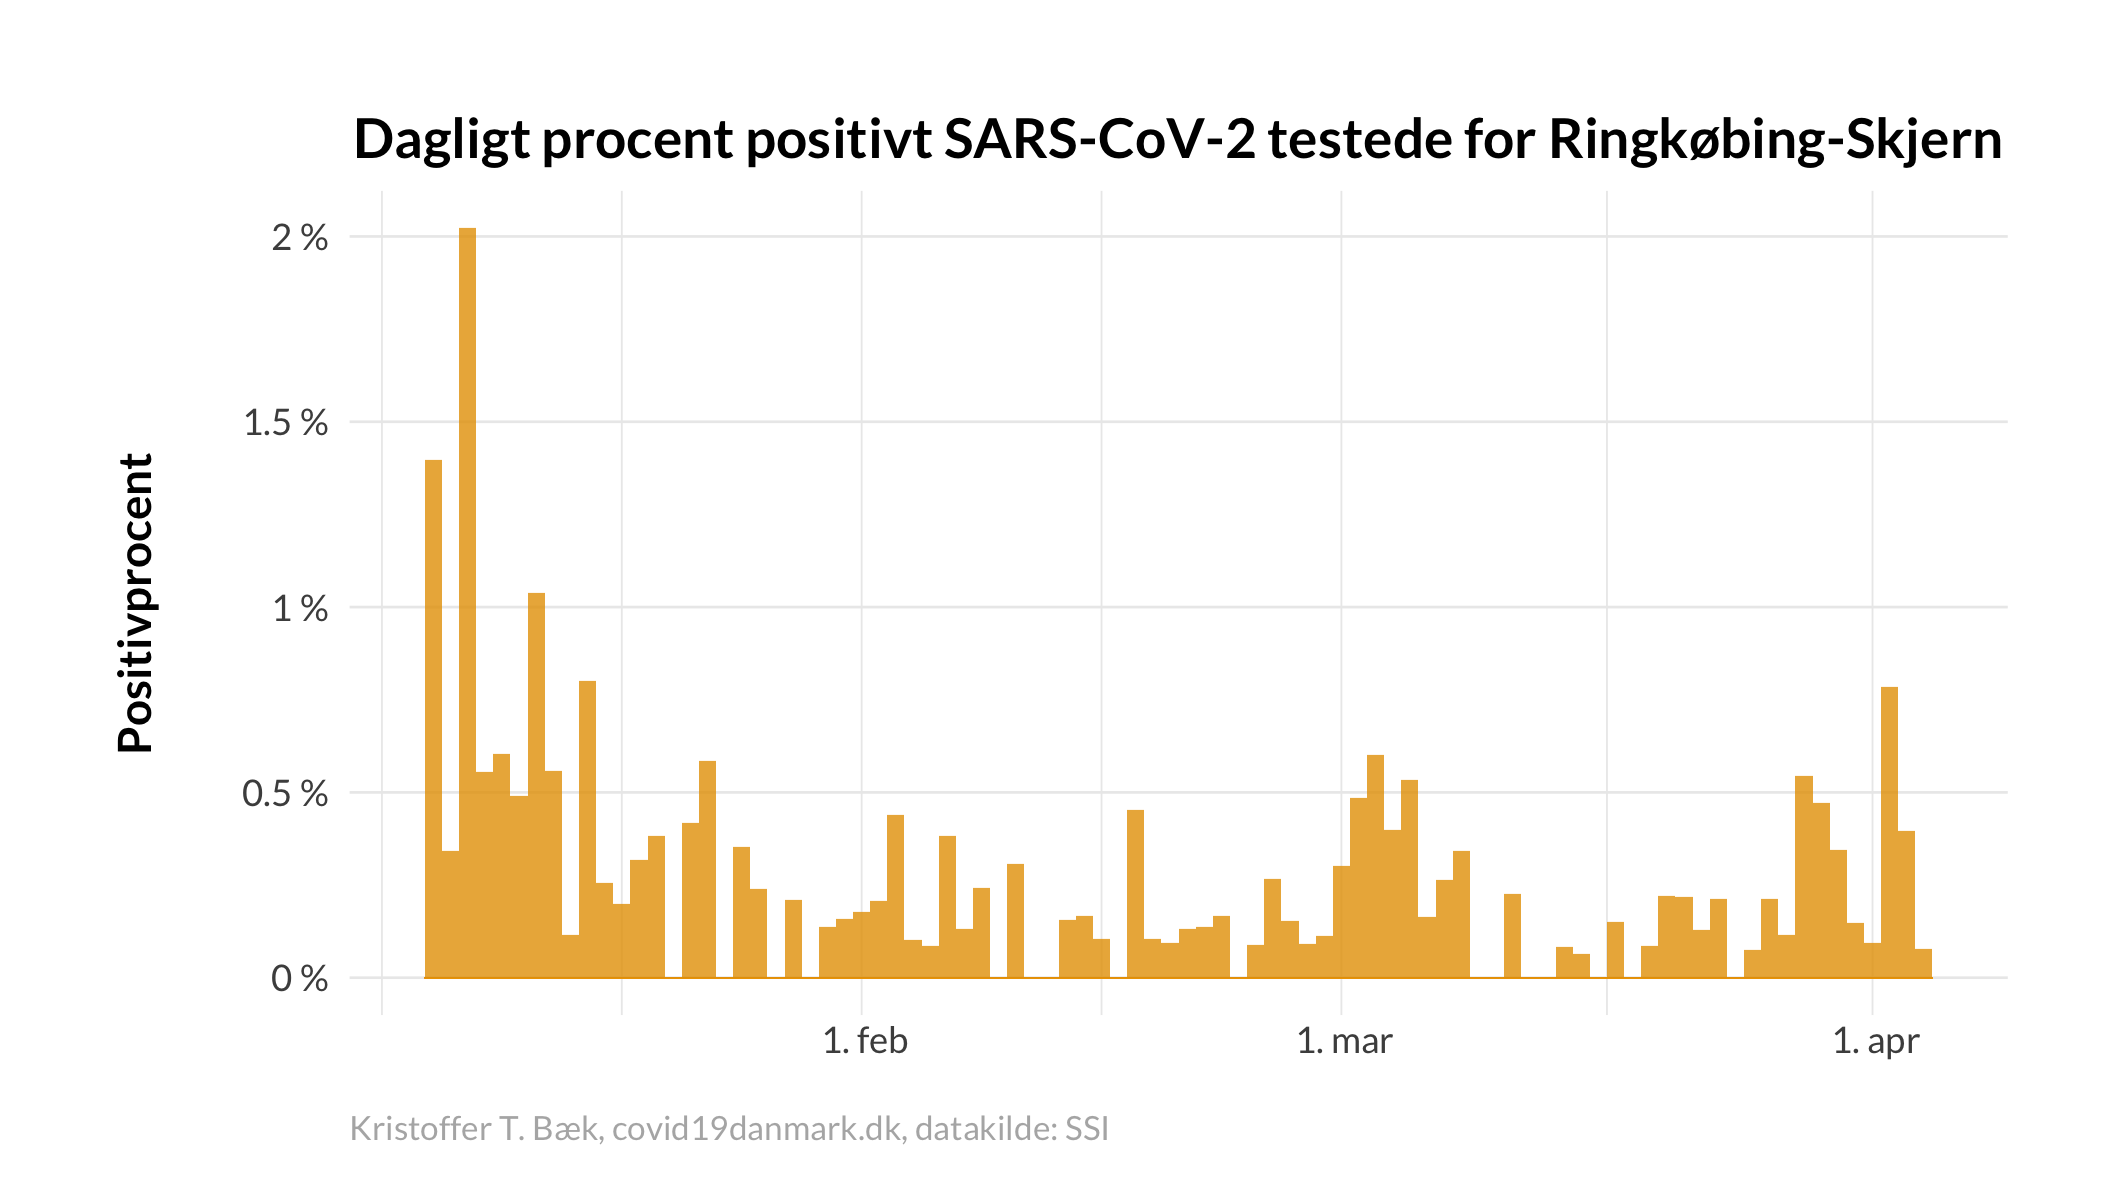 Dagligt procent positivt SARS-CoV-2 testede for Ringkøbing-Skjern
Positivprocent
2 %
1.5 %
1 %
0.5 %
0 %
1. feb
1. mar
1. apr
Kristoffer T. Bæk, covid19danmark.dk, datakilde: SSI